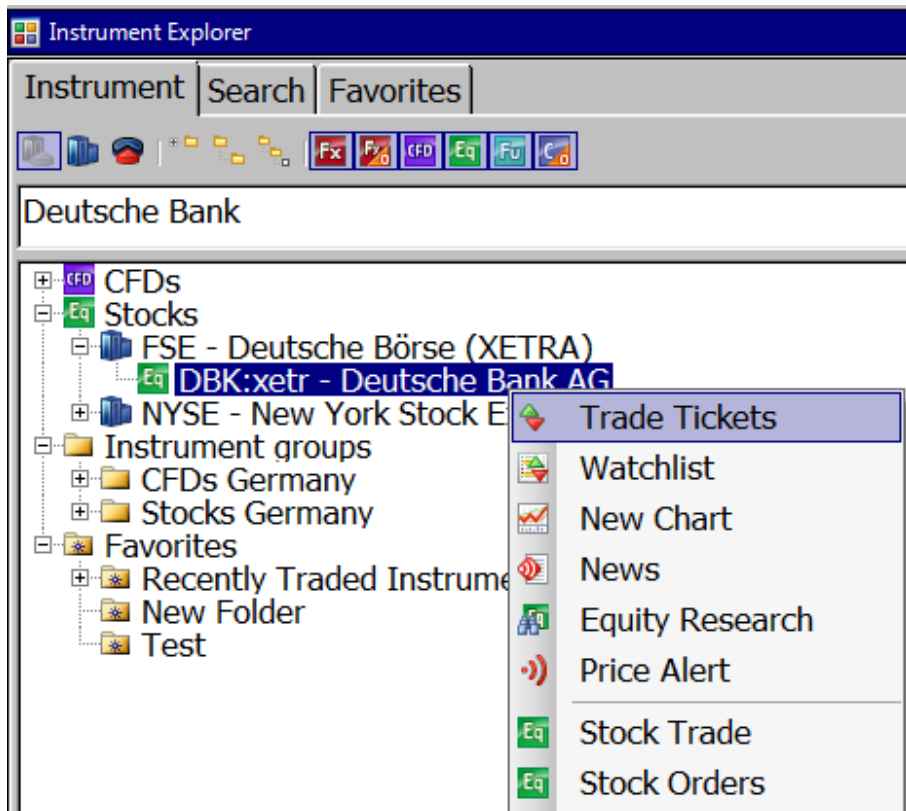 Instrument Explorer
Instrument Search Favorites
Fx Fx o CFD Eq Fu C o
Deutsche Bank
CFD CFDs
Eq Stocks
FSE - Deutsche Börse (XETRA)
Eq DBK:xetr - Deutsche Bank AG
NYSE - New York Stock E
Instrument groups
CFDs Germany
Stocks Germany
Favorites
Recently Traded Instrume
New Folder
Test
Trade Tickets
Watchlist
New Chart
News
Eq Equity Research
Price Alert
Eq Stock Trade
Eq Stock Orders